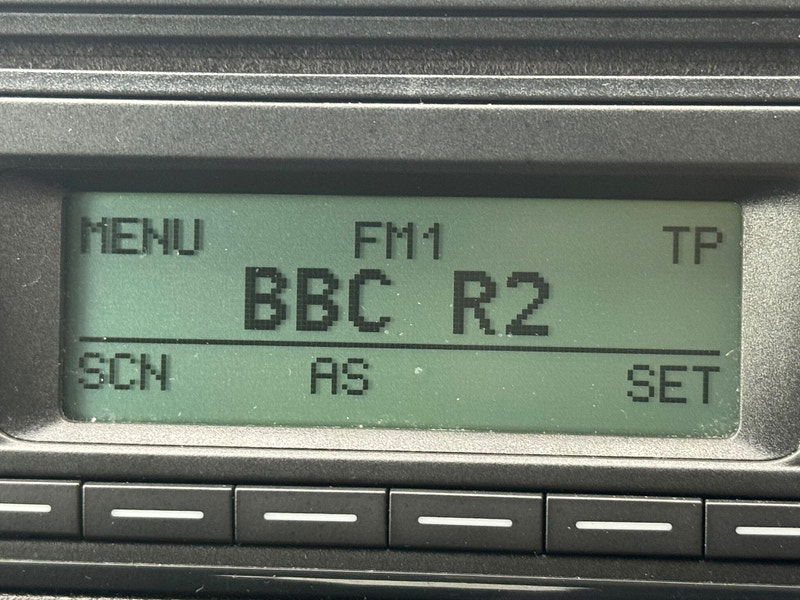 MENU FM1 TP
BBC R2
SCN AS SET